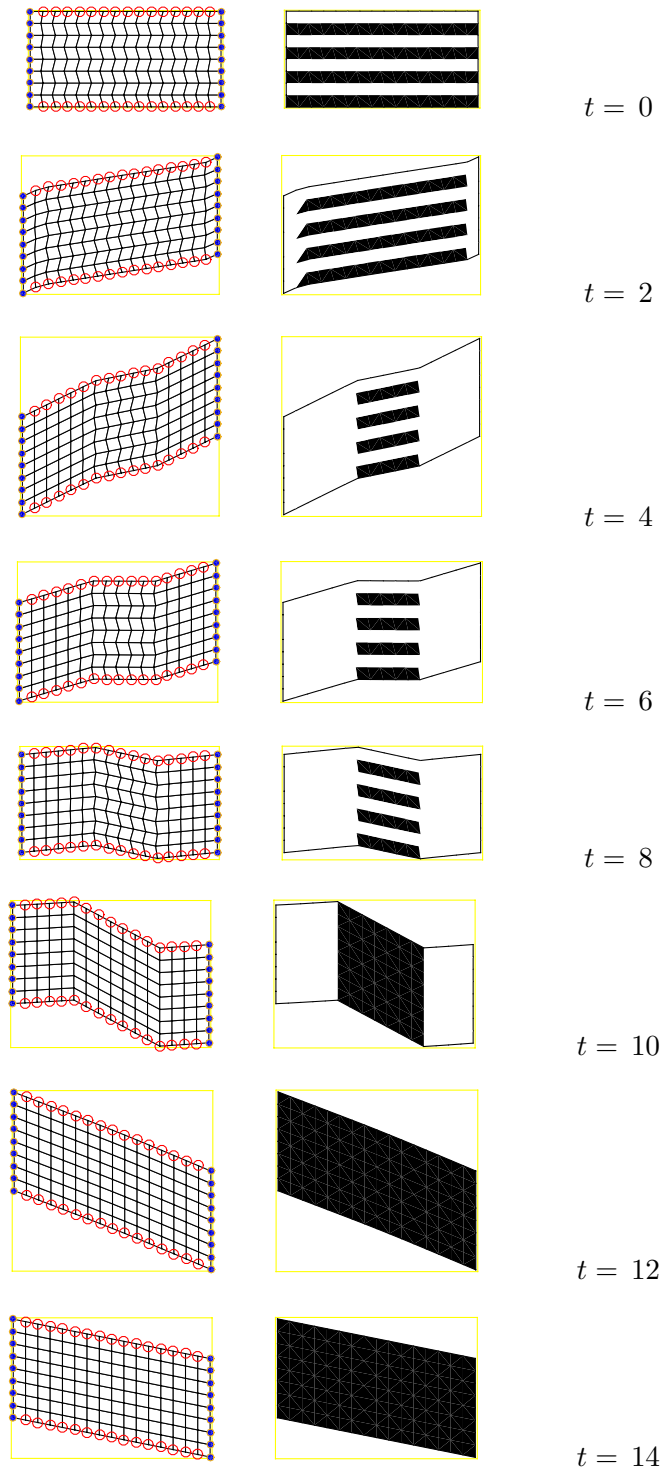 t = 0
t = 2
t = 4
t = 6
t = 8
t = 10
t = 12
t = 14